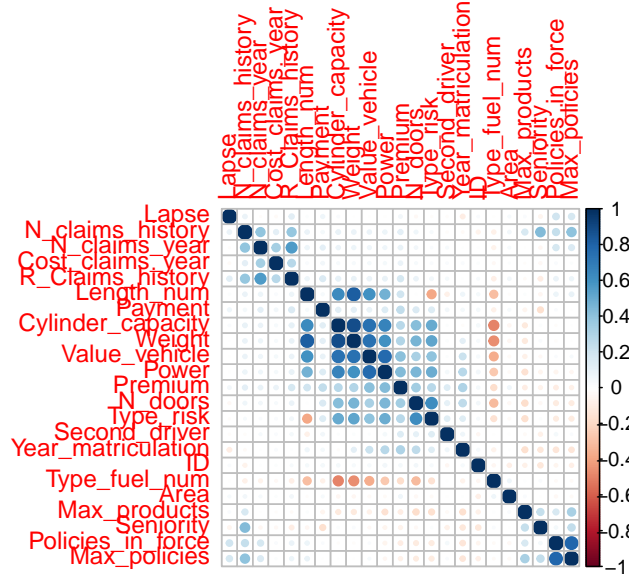 Lapse
N_claims_history
N_claims_year
Cost_claims_year
R_Claims_history
Length_num
Payment
Cylinder_capacity
Weight
Value_vehicle
Power
Premium
N_doors
Type_risk
Second_driver
Year_matriculation
ID
Type_fuel_num
Area
Max_products
Seniority
Policies_in_force
Max_policies
Lapse
N_claims_history
N_claims_year
Cost_claims_year
R_Claims_history
Length_num
Payment
Cylinder_capacity
Weight
Value_vehicle
Power
Premium
N_doors
Type_risk
Second_driver
Year_matriculation
ID
Type_fuel_num
Area
Max_products
Seniority
Policies_in_force
Max_policies
1
0.8
0.6
0.4
0.2
0
-0.2
-0.4
-0.6
-0.8
-1